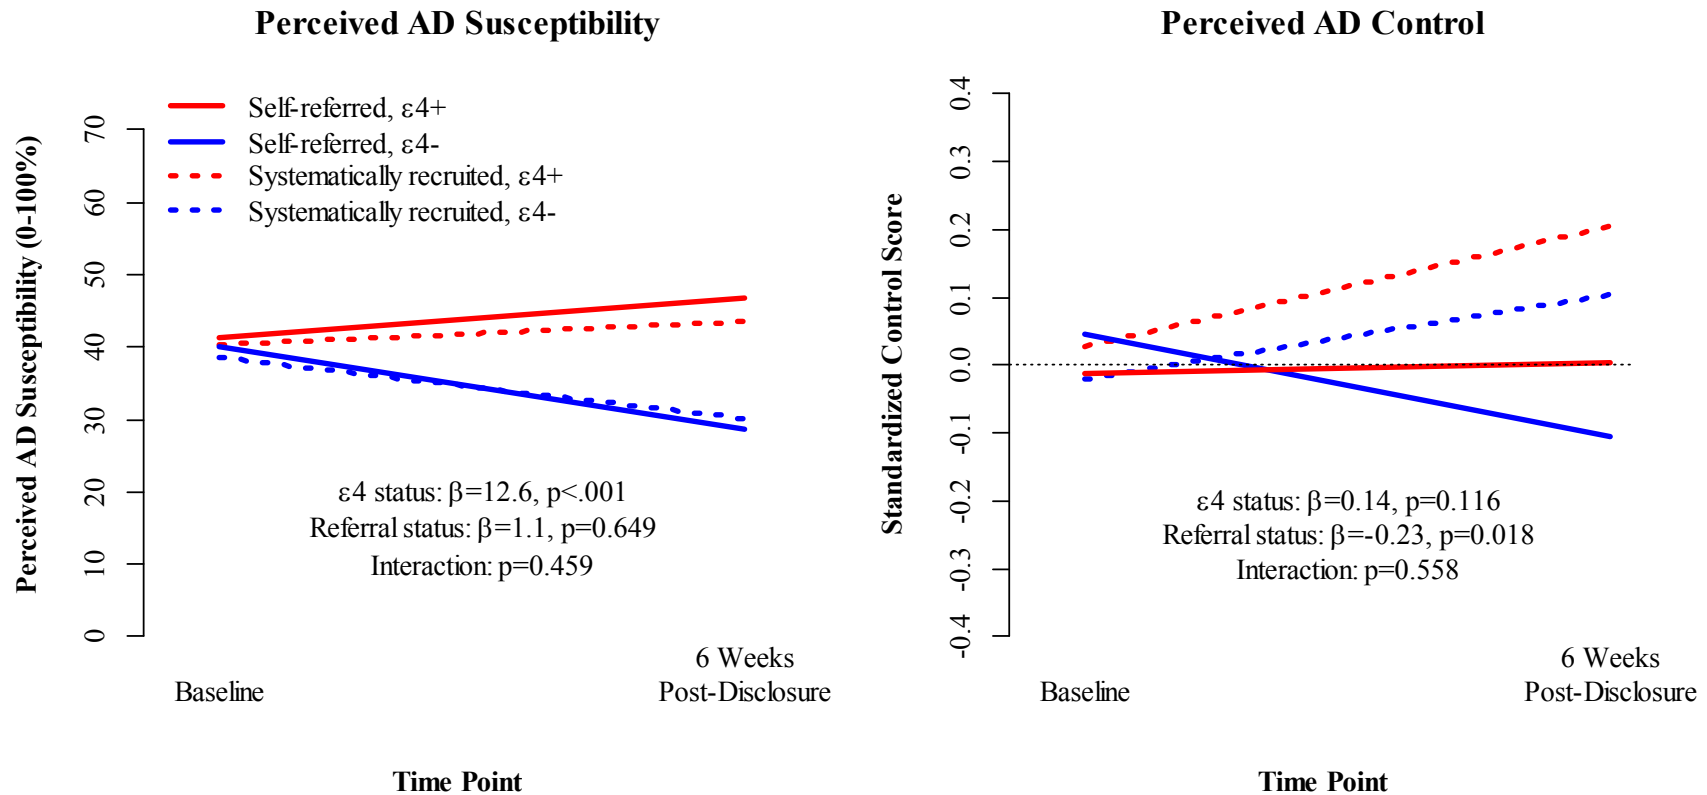 Perceived AD Susceptibility
Self-referred, ε4+
Self-referred, ε4-
Systematically recruited, ε4+
Systematically recruited, ε4-
Perceived AD Susceptibility (0-100%)
70
60
50
40
30
20
10
0
ε4 status: β=12.6, p<.001
Referral status: β=1.1, p=0.649
Interaction: p=0.459
Baseline
6 Weeks
Post-Disclosure
Time Point
Perceived AD Control
Standardized Control Score
0.4
0.3
0.2
0.1
0.0
-0.1
-0.2
-0.3
-0.4
ε4 status: β=0.14, p=0.116
Referral status: β=-0.23, p=0.018
Interaction: p=0.558
Baseline
6 Weeks
Post-Disclosure
Time Point